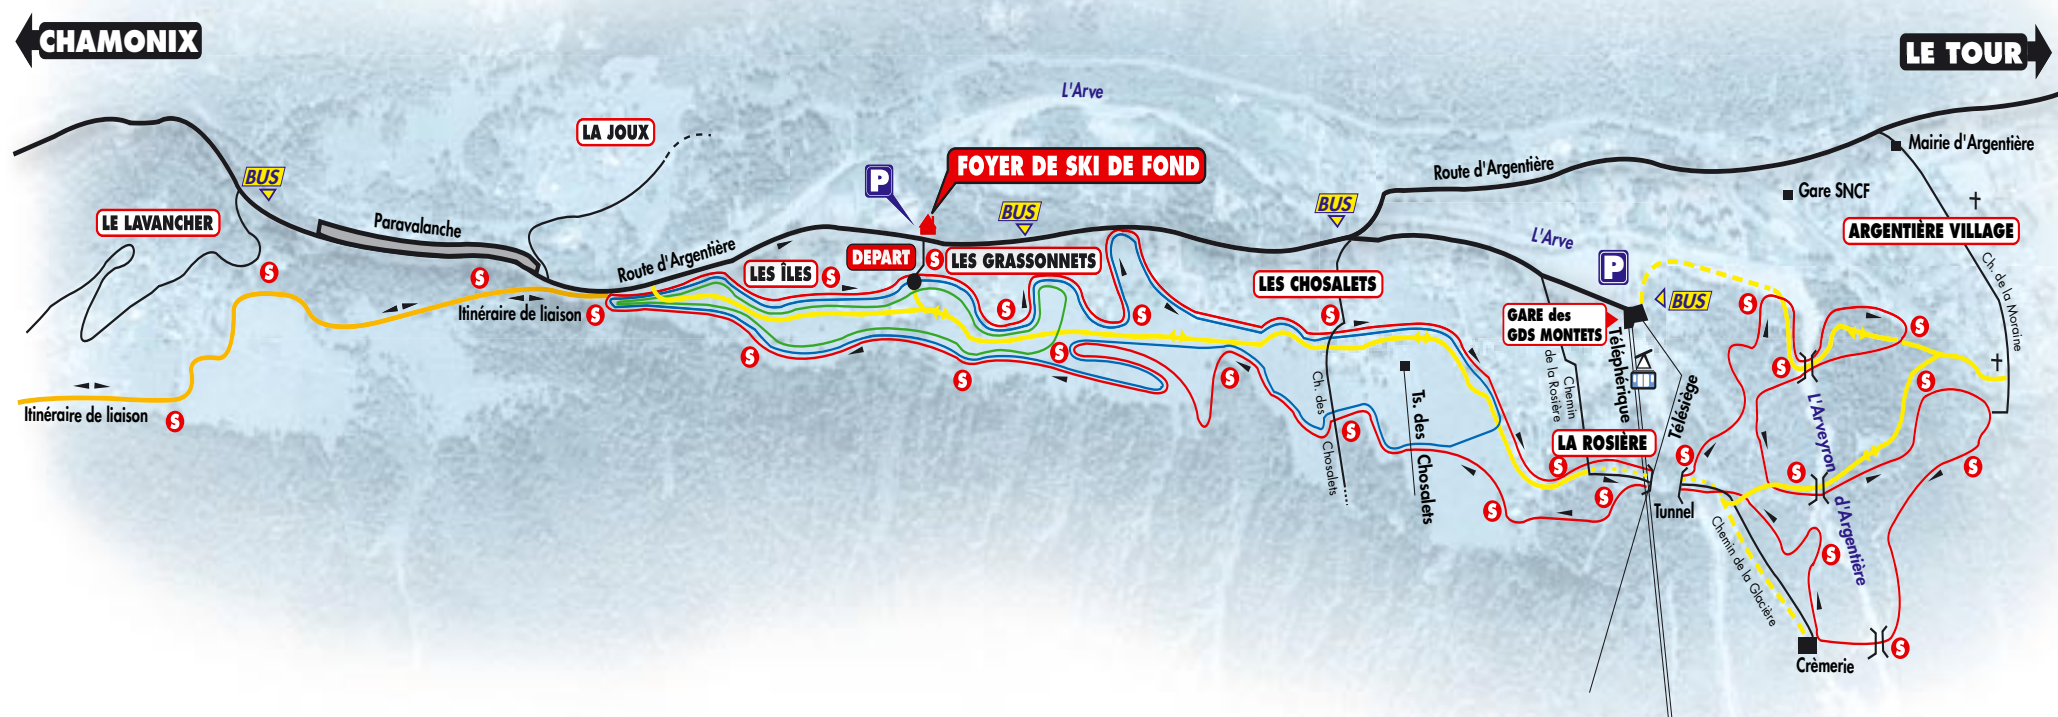 CHAMONIX
LE TOUR
L'Arve
LA JOUX
Mairie d'Argentière
FOYER DE SKI DE FOND
Route d'Argentière
BUS
P
Gare SNCF
LE LAVANCHER
Paravalanche
BUS
BUS
ARGENTIÈRE VILLAGE
L'Arve
Route d'Argentière
DEPART
S
LES GRASSONNETS
P
Ch. de la Moraine
LES ÎLES
S
S
S
LES CHOSALETS
BUS
Itinéraire de liaison
S
S
S
S
S
GARE des
GDS MONTETS
S
S
S
S
Téléphérique
Chemin
de la Rosière
S
S
S
Télésiège
Itinéraire de liaison
S
Ch. des
Chosalets
Ts. des
Chosalets
S
L'Arveyron
d'Argentière
LA ROSIÈRE
S
S
S
S
S
S
Tunnel
Chemin de la Glacière
S
S
Crèmerie